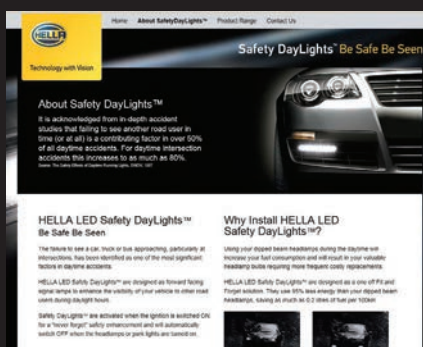 Home About SafetyDayLights™ Product Range Contact Us
HELLA
Technology with Vision
Safety DayLights™ Be Safe Be Seen
About Safety DayLights™
It is acknowledged from in-depth accident
studies that failing to see another road user in
time (or at all) is a contributing factor in over 50%
of all daytime accidents. For daytime intersection
accidents this increases to as much as 80%.
HELLA LED Safety DayLights™
Be Safe Be Seen
The failure to see a car, truck or bus approaching, particularly at
intersections, has been identified as one of the most significant
factors in daytime accidents.
HELLA LED Safety DayLights™ are designed as forward facing
signal lamps to enhance the visibility of your vehicle to other road
users during daylight hours.
Safety DayLights™ are activated when the ignition is switched ON
for a "never forget" safety enhancement and will automatically
switch OFF when the headlamps or park lights are turned on.
Why Install HELLA LED
Safety DayLights™?
Using your dipped beam headlamps during the daytime will
increase your fuel consumption and will result in your valuable
headlamp bulbs requiring more frequent costly replacements.
HELLA LED Safety DayLights™ are designed as a one off Fit and
Forget solution. They use 95% less energy than your dipped beam
headlamps, saving as much as 0.2 litres of fuel per 100km